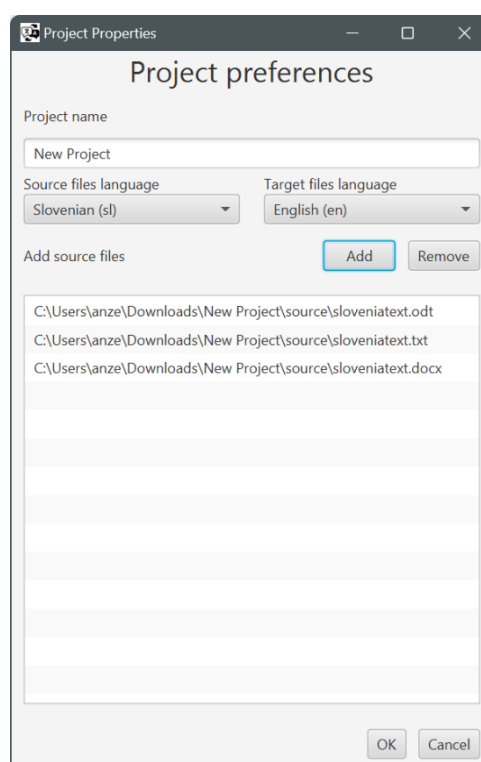 Project Properties
Project preferences
Project name
New Project
Source files language Target files language
Slovenian (sl) English (en)
Add source files Add Remove
C:\Users\anze\Downloads\New Project\source\sloveniatext.odt
C:\Users\anze\Downloads\New Project\source\sloveniatext.txt
C:\Users\anze\Downloads\New Project\source\sloveniatext.docx
OK Cancel